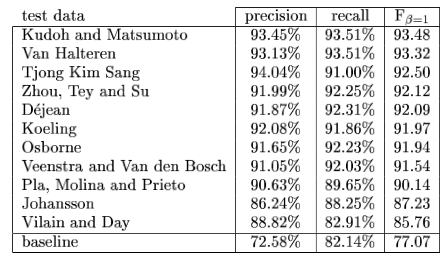 test data precision recall Fβ=1
Kudoh and Matsumoto 93.45% 93.51% 93.48
Van Halteren 93.13% 93.51% 93.32
Tjong Kim Sang 94.04% 91.00% 92.50
Zhou, Tey and Su 91.99% 92.25% 92.12
Déjean 91.87% 92.31% 92.09
Koeling 92.08% 91.86% 91.97
Osborne 91.65% 92.23% 91.94
Veenstra and Van den Bosch 91.05% 92.03% 91.54
Pla, Molina and Prieto 90.63% 89.65% 90.14
Johansson 86.24% 88.25% 87.23
Vilain and Day 88.82% 82.91% 85.76
baseline 72.58% 82.14% 77.07